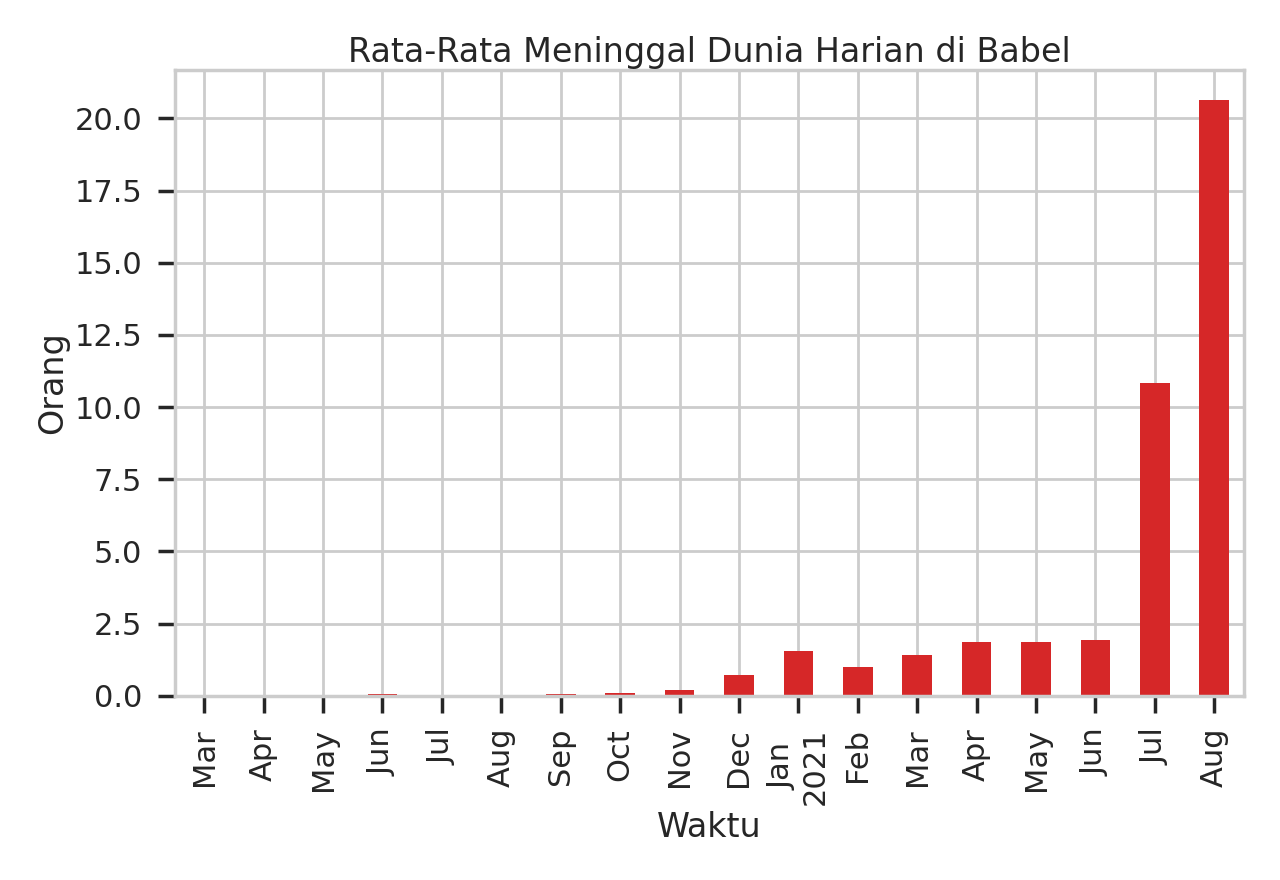 Rata-Rata Meninggal Dunia Harian di Babel
20.0
17.5
15.0
12.5
10.0
7.5
5.0
2.5
0.0
Orang
Mar
Apr
May
Jun
Jul
Aug
Sep
Oct
Nov
Dec
Jan
2021
Feb
Mar
Apr
May
Jun
Jul
Aug
Waktu